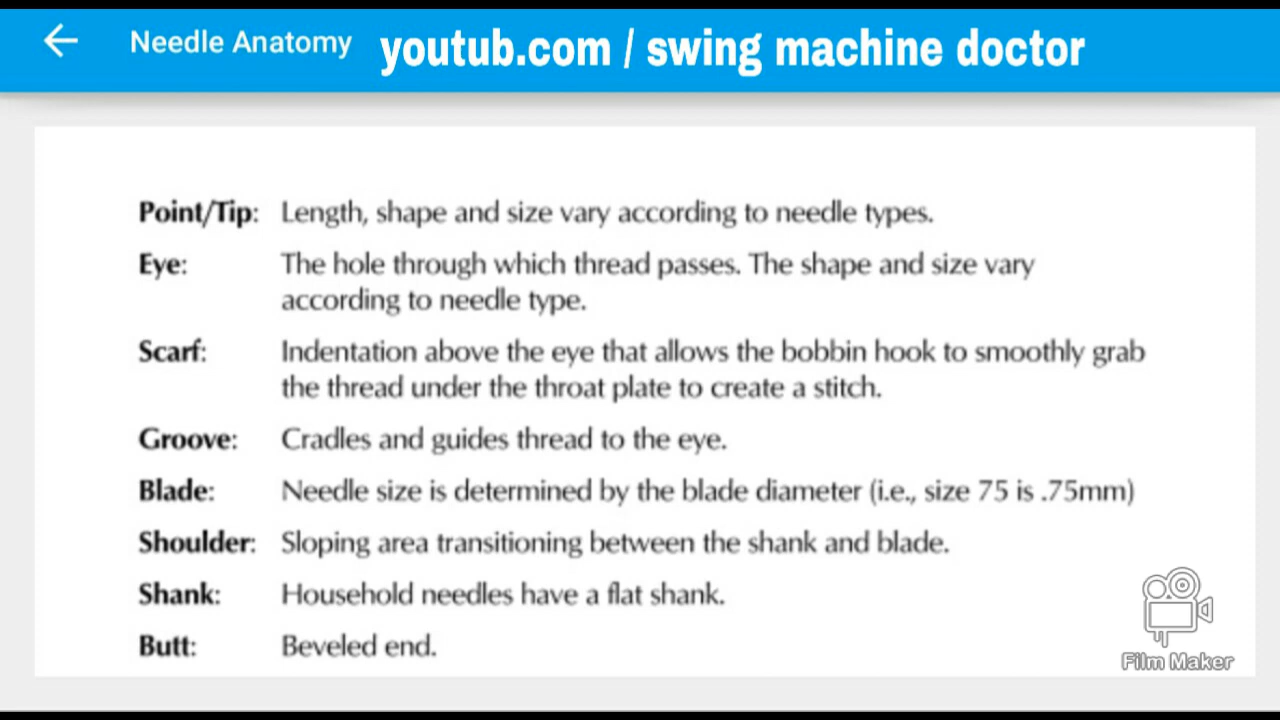 Needle Anatomy youtub.com / swing machine doctor
Point/Tip: Length, shape and size vary according to needle types.
Eye: The hole through which thread passes. The shape and size vary
according to needle type.
Scarf: Indentation above the eye that allows the bobbin hook to smoothly grab
the thread under the throat plate to create a stitch.
Groove: Cradles and guides thread to the eye.
Blade: Needle size is determined by the blade diameter (i.e., size 75 is .75mm)
Shoulder: Sloping area transitioning between the shank and blade.
Shank: Household needles have a flat shank.
Butt: Beveled end.
Film Maker